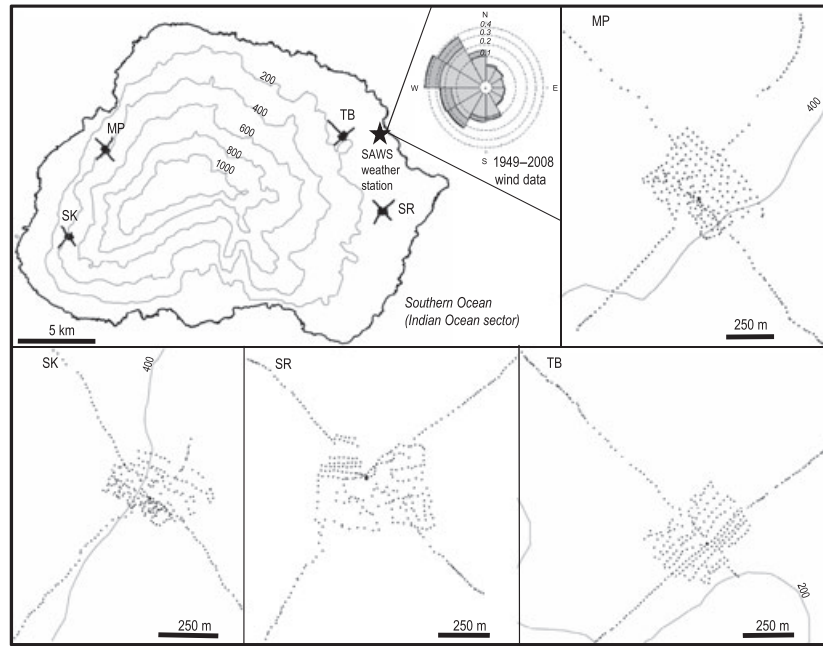 N
0.4
0.3
0.2
0.1
W
E
S
1949–2008
wind data
200
400
600
800
1000
MP
TB
SAWS
weather
station
SK
SR
Southern Ocean
(Indian Ocean sector)
5 km
MP
400
250 m
SK
400
250 m
SR
250 m
TB
200
250 m